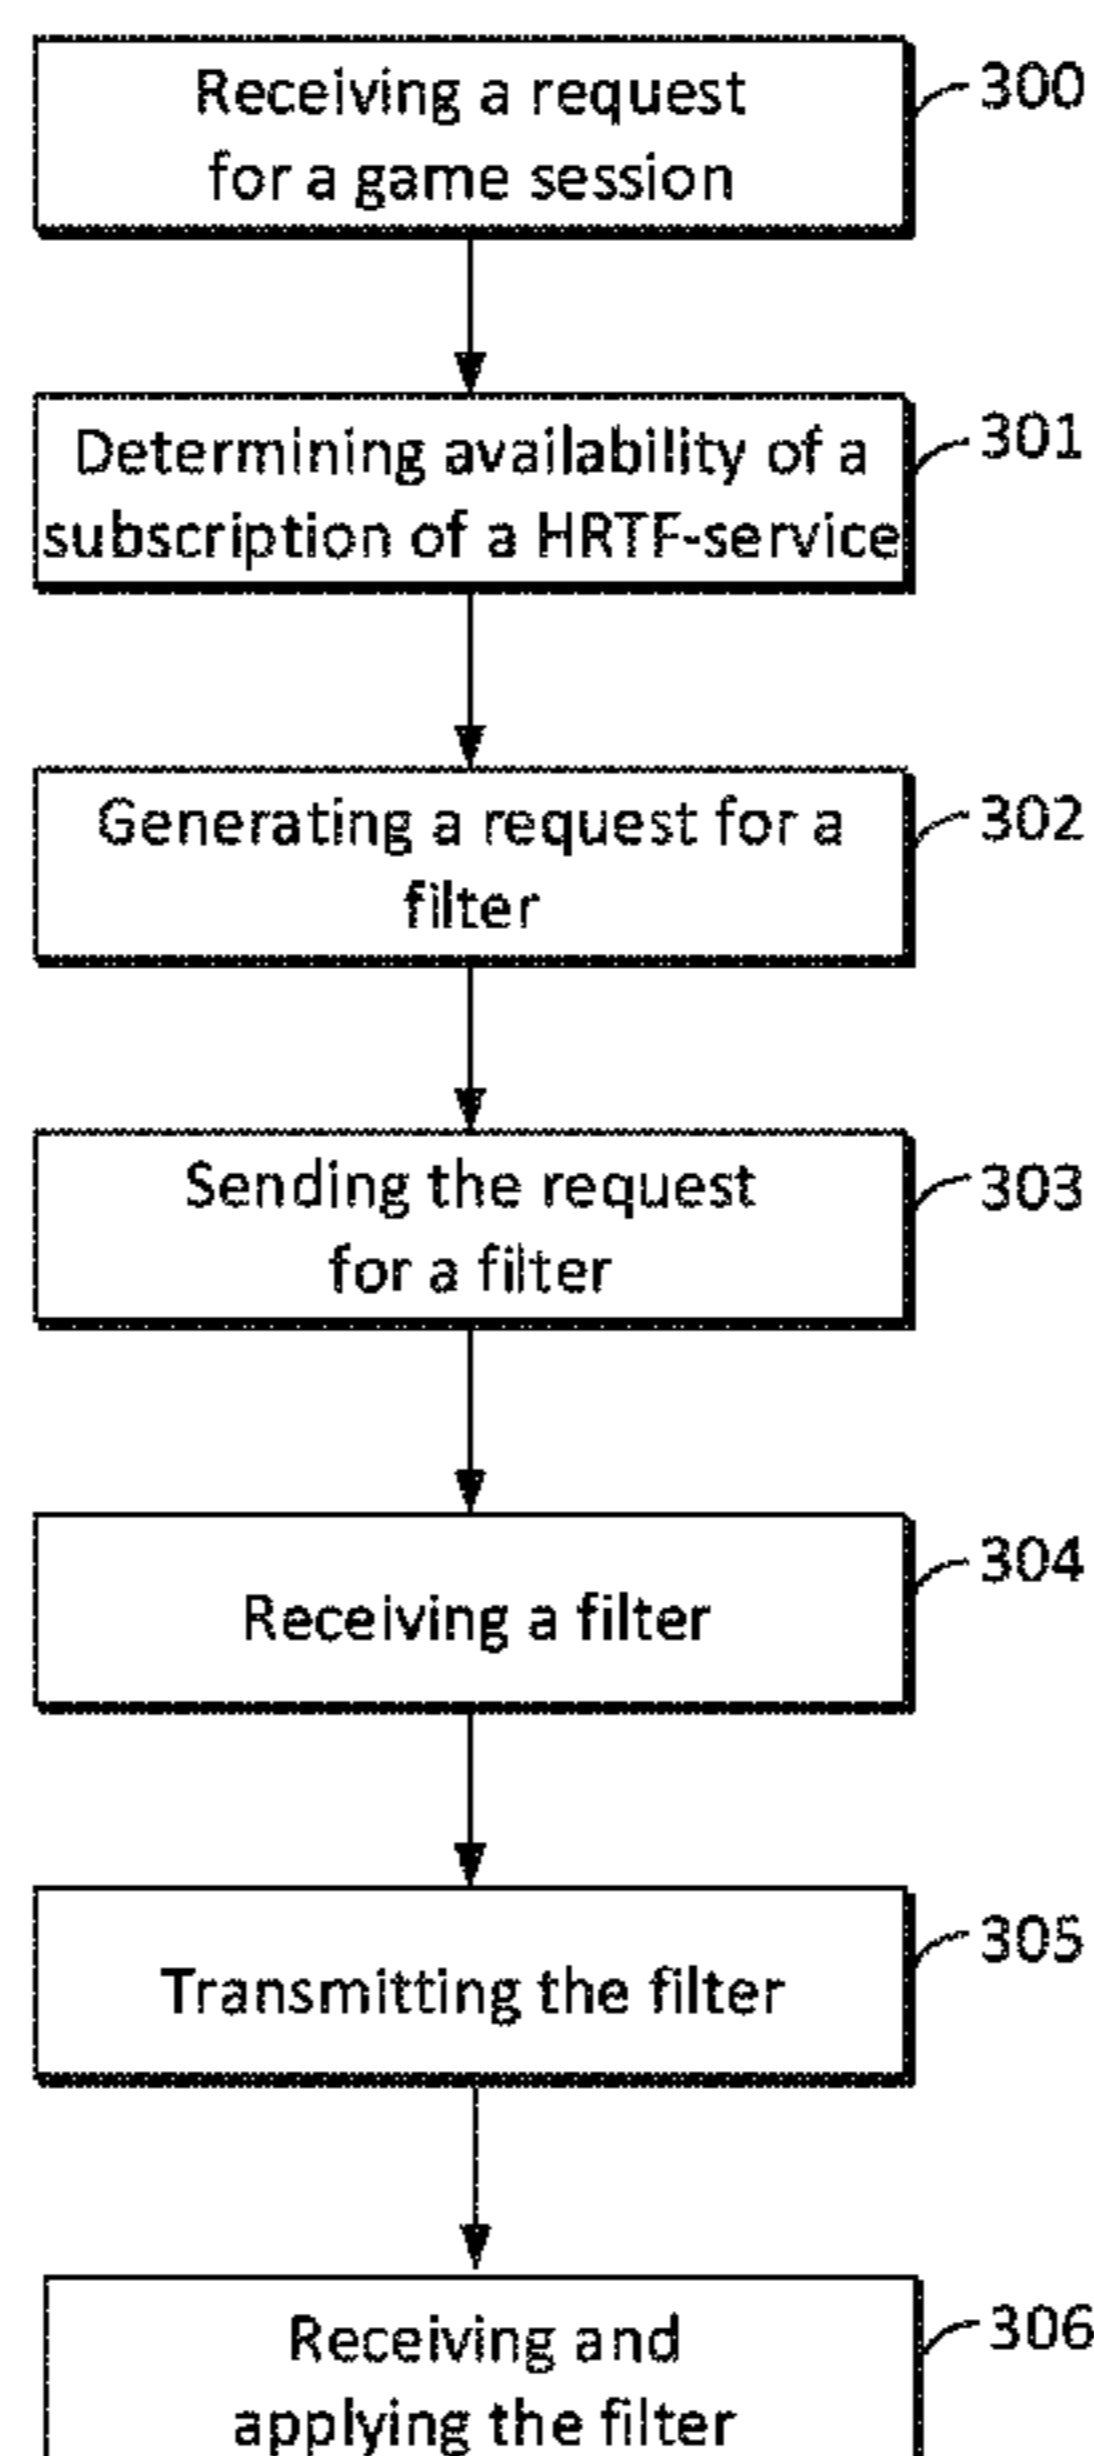 Receiving a request
for a game session
300
Determining availability of a
subscription of a HRTF-service
301
Generating a request for a
filter
302
Sending the request
for a filter
303
Receiving a filter
304
Transmitting the filter
305
Receiving and
applying the filter
306